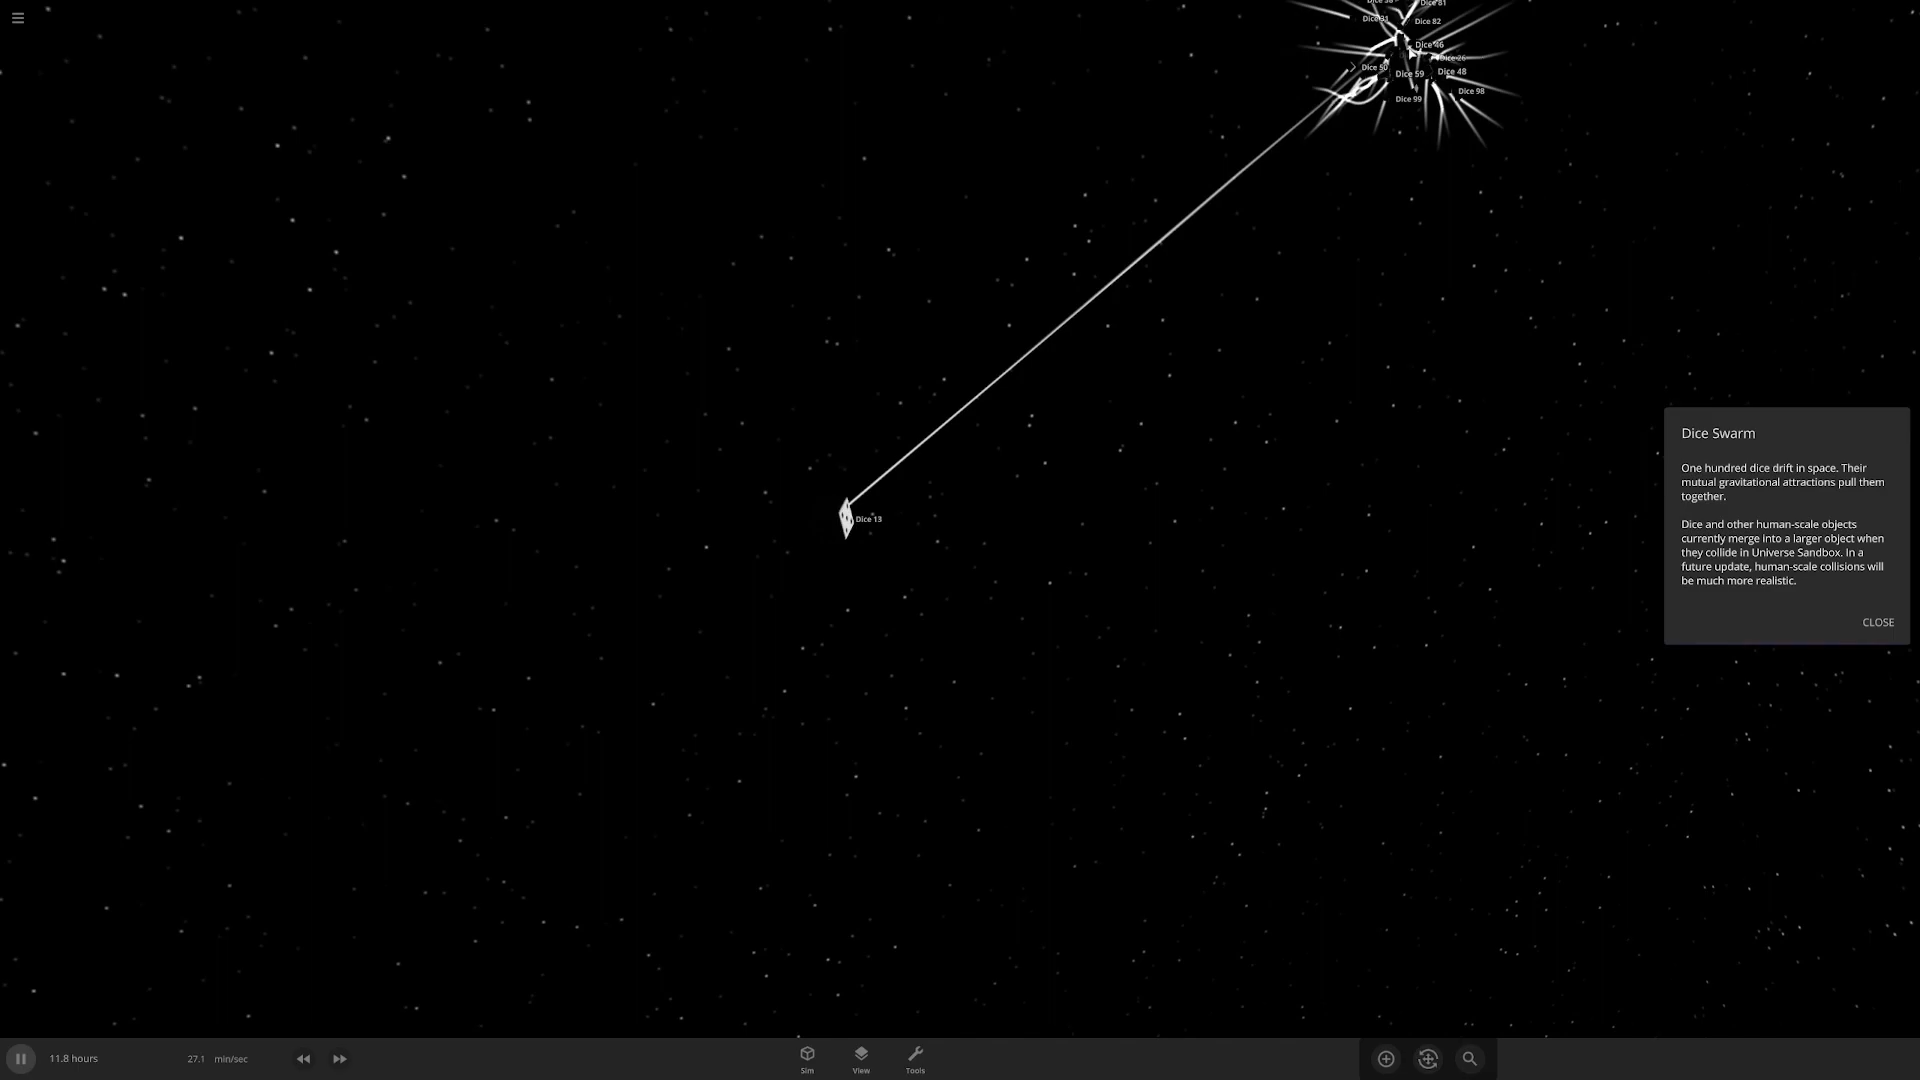 Dice 81
Dice 82
Dice 46
Dice 26
Dice 50
Dice 59
Dice 48
Dice 98
Dice 99
Dice 13
Dice Swarm
One hundred dice drift in space. Their
mutual gravitational attractions pull them
together.
Dice and other human-scale objects
currently merge into a larger object when
they collide in Universe Sandbox. In a
future update, human-scale collisions will
be much more realistic.
CLOSE
11.8 hours
27.1 min/sec
Sim
View
Tools